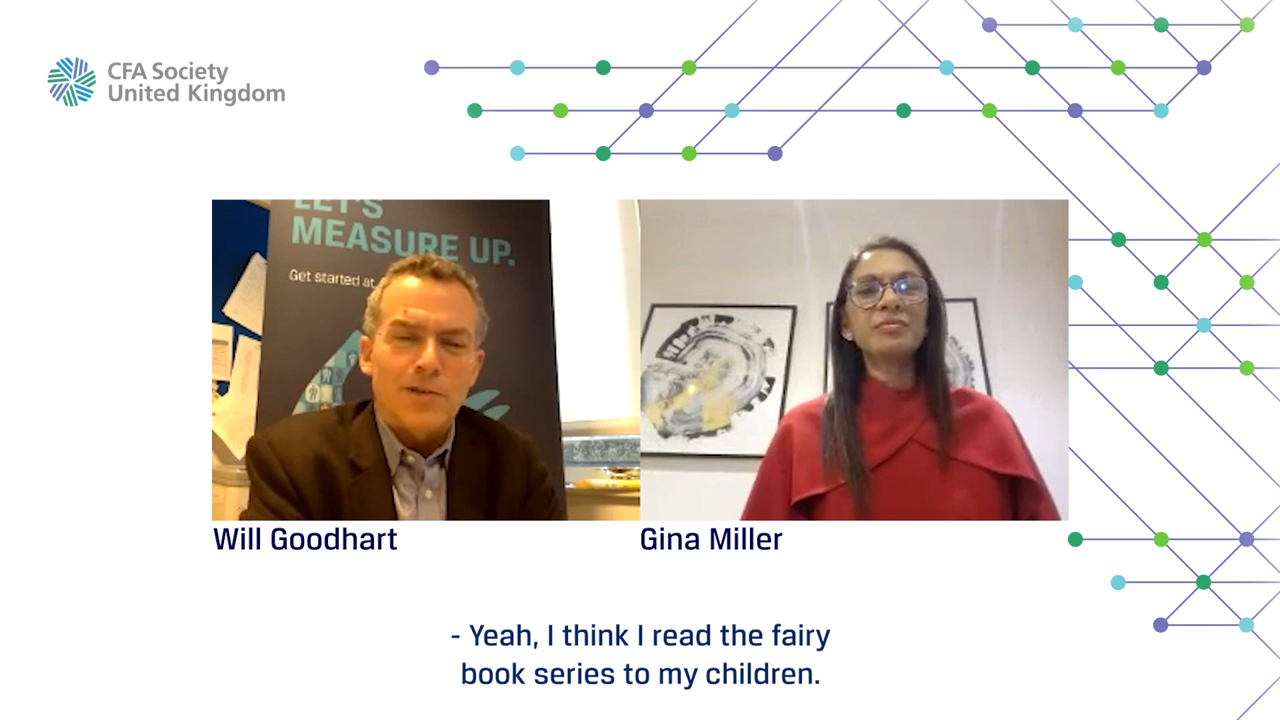 CFA Society
United Kingdom
LET'S
MEASURE UP.
Get started at
Will Goodhart
Gina Miller
- Yeah, I think I read the fairy
book series to my children.